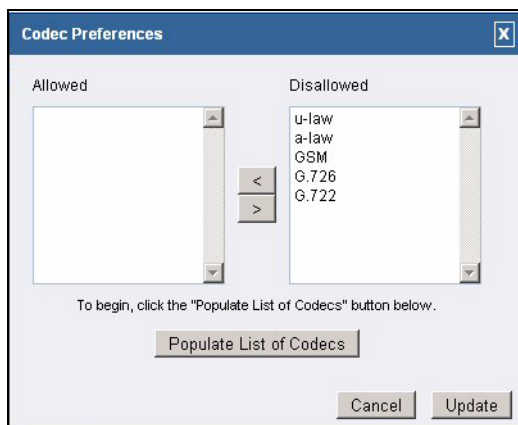 Codec Preferences X
Allowed Disallowed
u-law
a-law
GSM
G.726
G.722
<
>
To begin, click the "Populate List of Codecs" button below.
Populate List of Codecs
Cancel Update